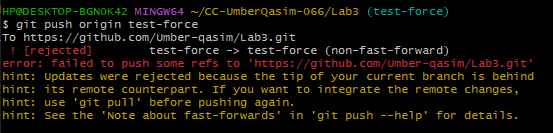 HP@DESKTOP-BGNOK42 MINGW64 ~/CC-UmberQasim-066/Lab3 (test-force)
$ git push origin test-force
To https://github.com/Umber-qasim/Lab3.git
 ! [rejected]        test-force -> test-force (non-fast-forward)
error: failed to push some refs to 'https://github.com/Umber-qasim/Lab3.git'
hint: Updates were rejected because the tip of your current branch is behind
hint: its remote counterpart. If you want to integrate the remote changes,
hint: use 'git pull' before pushing again.
hint: See the 'Note about fast-forwards' in 'git push --help' for details.